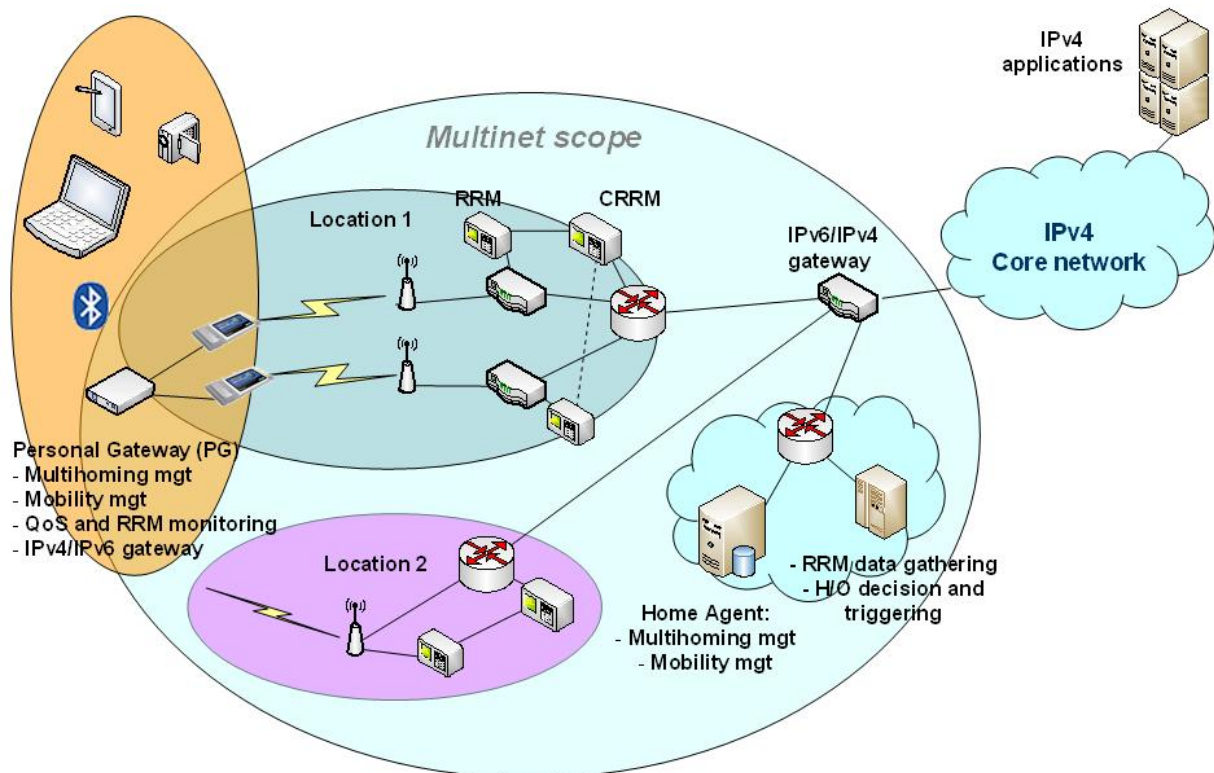 IPv4
applications
Multinet scope
RRM
CRRM
Location 1
IPv6/IPv4
gateway
IPv4
Core network
Personal Gateway (PG)
- Multihoming mgt
- Mobility mgt
- QoS and RRM monitoring
- IPv4/IPv6 gateway
Location 2
- RRM data gathering
- H/O decision and
triggering
Home Agent:
- Multihoming mgt
- Mobility mgt